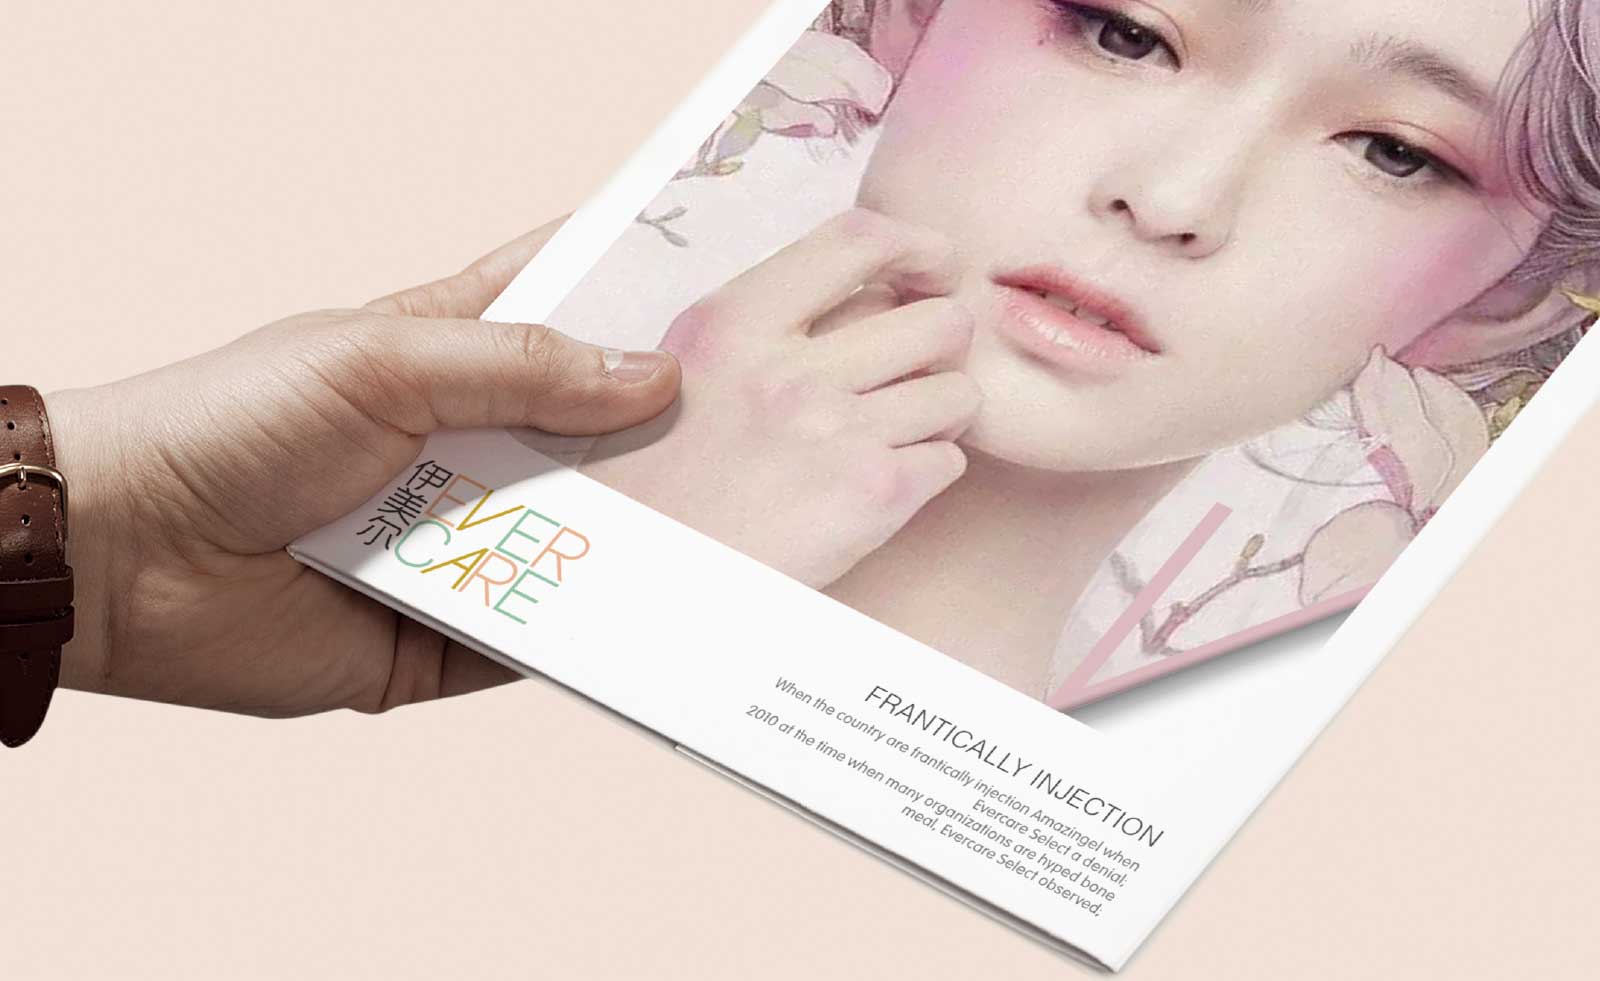 伊美尔
EVER
CARE
FRANTICALLY INJECTION
When the country are frantically injection Amazingel when
Evercare Select a denial;
2010 at the time when many organizations are hyped bone
meal, Evercare Select observed;